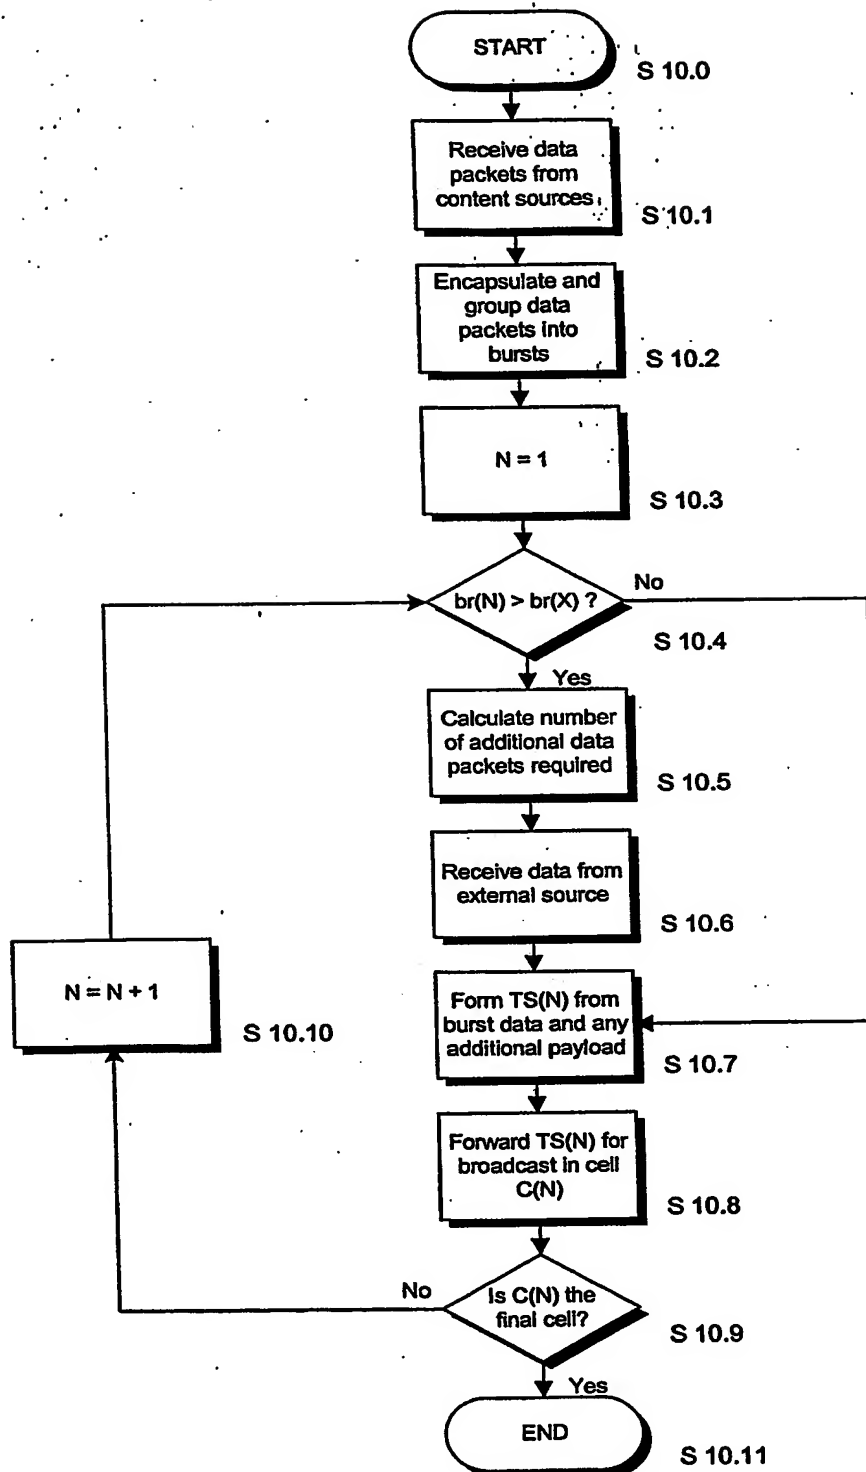 START
S 10.0
Receive data
packets from
content sources
S 10.1
Encapsulate and
group data
packets into
bursts
S 10.2
N = 1
S 10.3
br(N) > br(X) ?
No
S 10.4
Yes
Calculate number
of additional data
packets required
S 10.5
Receive data from
external source
S 10.6
N = N + 1
S 10.10
Form TS(N) from
burst data and any
additional payload
S 10.7
Forward TS(N) for
broadcast in cell
C(N)
S 10.8
No
Is C(N) the
final cell?
S 10.9
Yes
END
S 10.11